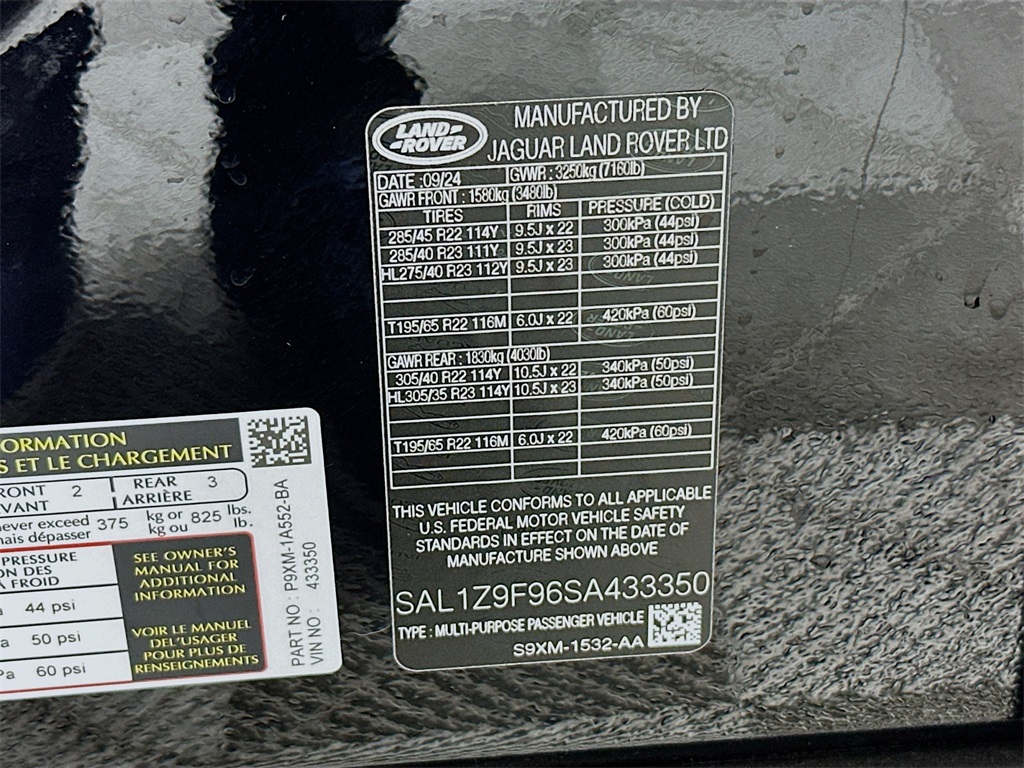 LAND-
-ROVER
MANUFACTURED BY
JAGUAR LAND ROVER LTD
DATE : 09/24 GVWR : 3250kg (7160lb)
GAWR FRONT : 1580kg (3480lb)
TIRES RIMS PRESSURE (COLD)
285/45 R22 114Y 9.5J x 22 300kPa (44psi)
285/40 R23 111Y 9.5J x 23 300kPa (44psi)
HL275/40 R23 112Y 9.5J x 23 300kPa (44psi)
T195/65 R22 116M 6.0J x 22 420kPa (60psi)
GAWR REAR : 1830kg (4030lb)
305/40 R22 114Y 10.5J x 22 340kPa (50psi)
HL305/35 R23 114Y 10.5J x 23 340kPa (50psi)
T195/65 R22 116M 6.0J x 22 420kPa (60psi)
THIS VEHICLE CONFORMS TO ALL APPLICABLE
U.S. FEDERAL MOTOR VEHICLE SAFETY
STANDARDS IN EFFECT ON THE DATE OF
MANUFACTURE SHOWN ABOVE
SAL1Z9F96SA433350
TYPE : MULTI-PURPOSE PASSENGER VEHICLE
S9XM-1532-AA
ORMATION
S ET LE CHARGEMENT
RONT 2 REAR 3
VANT ARRIÈRE
never exceed 375 kg or 825 lbs.
mais dépasser kg ou lb.
PRESSURE
ON DES
À FROID
a 44 psi
a 50 psi
Pa 60 psi
SEE OWNER'S
MANUAL FOR
ADDITIONAL
INFORMATION
VOIR LE MANUEL
DEL'USAGER
POUR PLUS DE
RENSEIGNEMENTS
PART NO : P9XM-1A552-BA
VIN NO : 433350